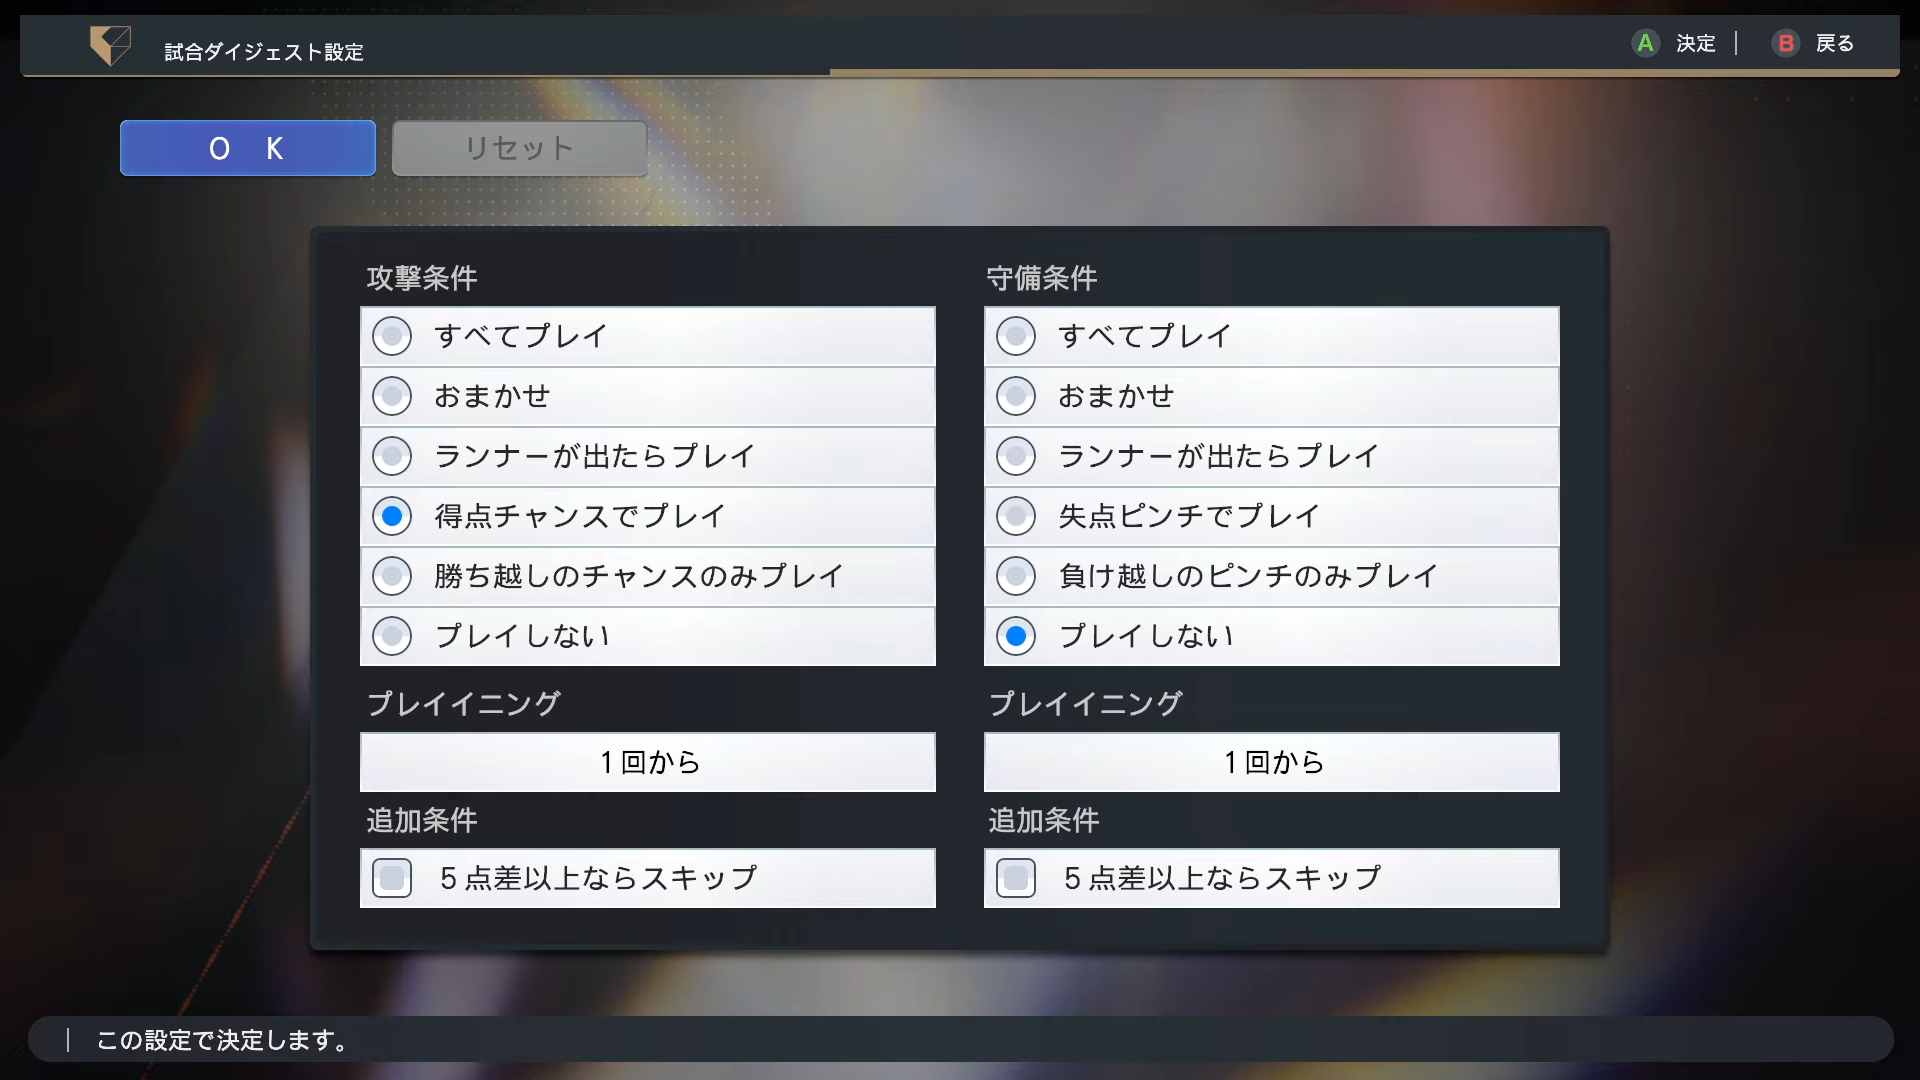 試合ダイジェスト設定
A 決定 | B 戻る
OK
リセット
攻撃条件
すべてプレイ
おまかせ
ランナーが出たらプレイ
得点チャンスでプレイ
勝ち越しのチャンスのみプレイ
プレイしない
プレイイニング
1回から
追加条件
5点差以上ならスキップ
守備条件
すべてプレイ
おまかせ
ランナーが出たらプレイ
失点ピンチでプレイ
負け越しのピンチのみプレイ
プレイしない
プレイイニング
1回から
追加条件
5点差以上ならスキップ
この設定で決定します。